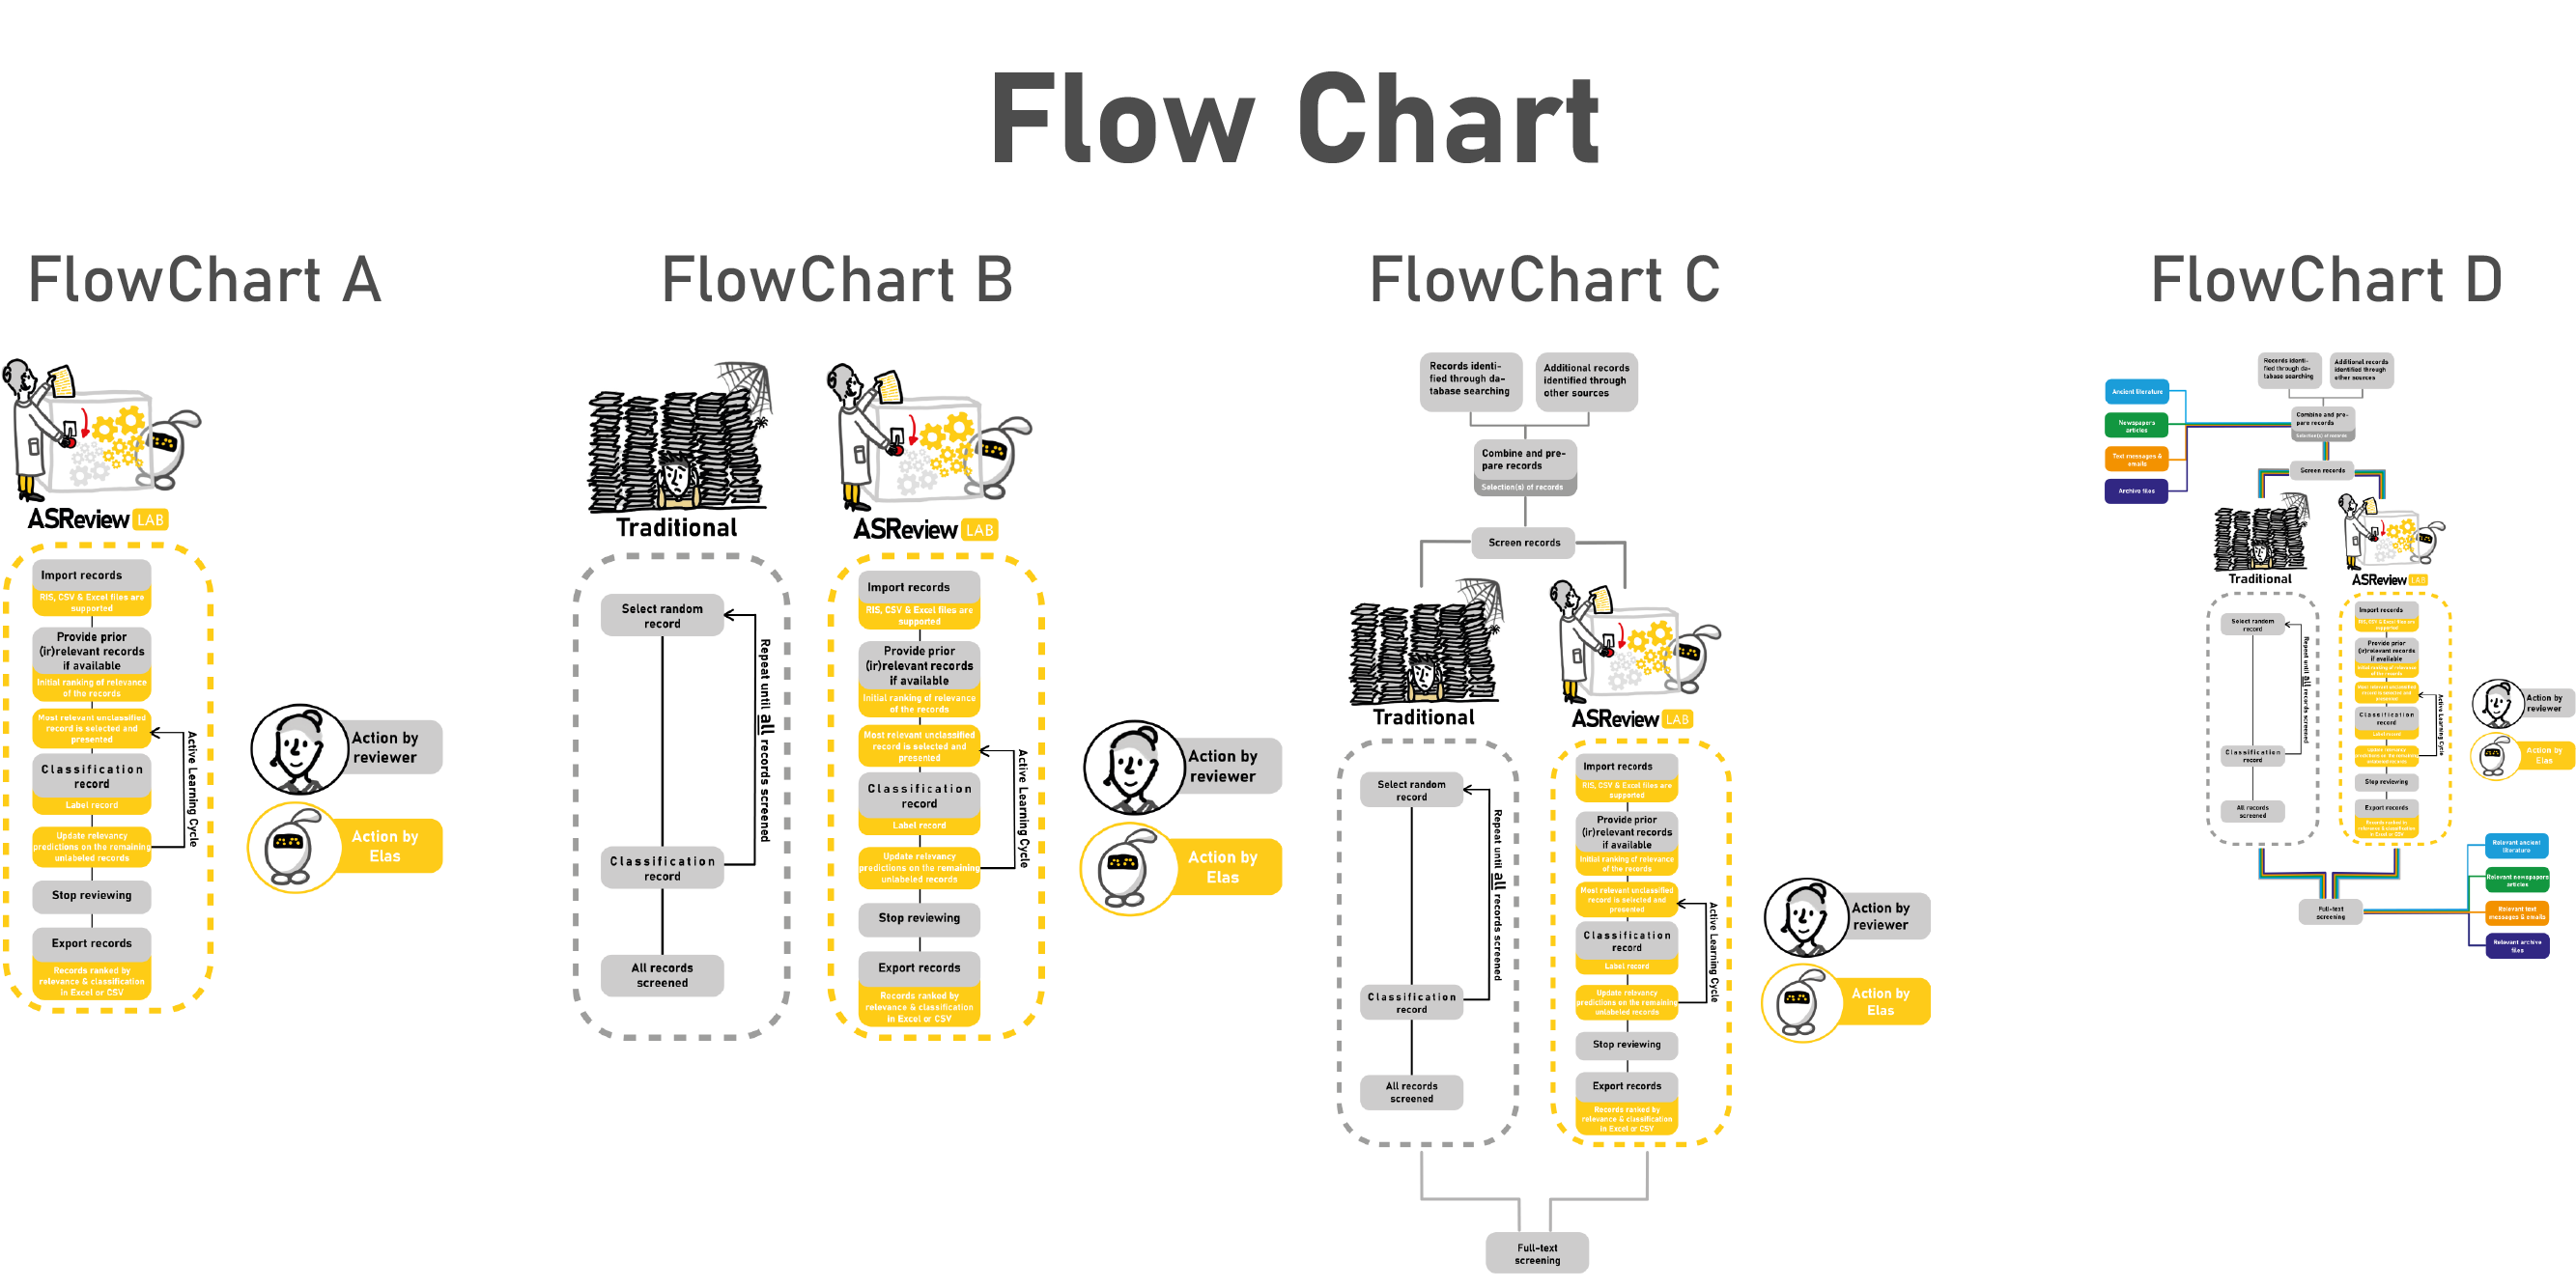 Flow Chart
FlowChart A
ASReview LAB
Import records
RIS, CSV & Excel files are
supported
Provide prior
(ir)relevant records
if available
Initial ranking of relevance
of the records
Most relevant unclassified
record is selected and
presented
Classification
record
Label record
Update relevancy
predictions on the remaining
unlabeled records
Active Learning Cycle
Stop reviewing
Export records
Records ranked by
relevance & classification
in Excel or CSV
Action by
reviewer
Action by
Elas
FlowChart B
Traditional
Select random
record
Repeat until all records screened
Classification
record
All records
screened
ASReview LAB
Import records
RIS, CSV & Excel files are
supported
Provide prior
(ir)relevant records
if available
Initial ranking of relevance
of the records
Most relevant unclassified
record is selected and
presented
Classification
record
Label record
Update relevancy
predictions on the remaining
unlabeled records
Active Learning Cycle
Stop reviewing
Export records
Records ranked by
relevance & classification
in Excel or CSV
Action by
reviewer
Action by
Elas
FlowChart C
Records identi-
fied through da-
tabase searching
Additional records
identified through
other sources
Combine and pre-
pare records
Selection(s) of records
Screen records
Traditional
Select random
record
Repeat until all records screened
Classification
record
All records
screened
ASReview LAB
Import records
RIS, CSV & Excel files are
supported
Provide prior
(ir)relevant records
if available
Initial ranking of relevance
of the records
Most relevant unclassified
record is selected and
presented
Classification
record
Label record
Update relevancy
predictions on the remaining
unlabeled records
Active Learning Cycle
Stop reviewing
Export records
Records ranked by
relevance & classification
in Excel or CSV
Full-text
screening
Action by
reviewer
Action by
Elas
FlowChart D
Records identi-
fied through da-
tabase searching
Additional records
identified through
other sources
Ancient literature
Newspapers
articles
Text messages &
emails
Archive files
Combine and pre-
pare records
Selection(s) of records
Screen records
Traditional
Select random
record
Repeat until all records screened
Classification
record
All records
screened
ASReview LAB
Import records
RIS, CSV & Excel files are
supported
Provide prior
(ir)relevant records
if available
Initial ranking of relevance
of the records
Most relevant unclassified
record is selected and
presented
Classification
record
Label record
Update relevancy
predictions on the remaining
unlabeled records
Active Learning Cycle
Stop reviewing
Export records
Records ranked by
relevance & classification
in Excel or CSV
Action by
reviewer
Action by
Elas
Full-text
screening
Relevant ancient
literature
Relevant newspapers
articles
Relevant text
messages & emails
Relevant archive
files